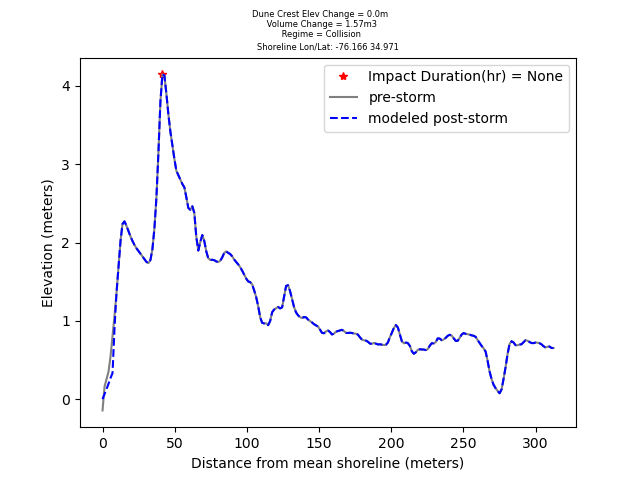 Dune Crest Elev Change = 0.0m
Volume Change = 1.57m3
Regime = Collision
Shoreline Lon/Lat: -76.166 34.971
Impact Duration(hr) = None
pre-storm
modeled post-storm
4
3
2
1
0
Elevation (meters)
0 50 100 150 200 250 300
Distance from mean shoreline (meters)